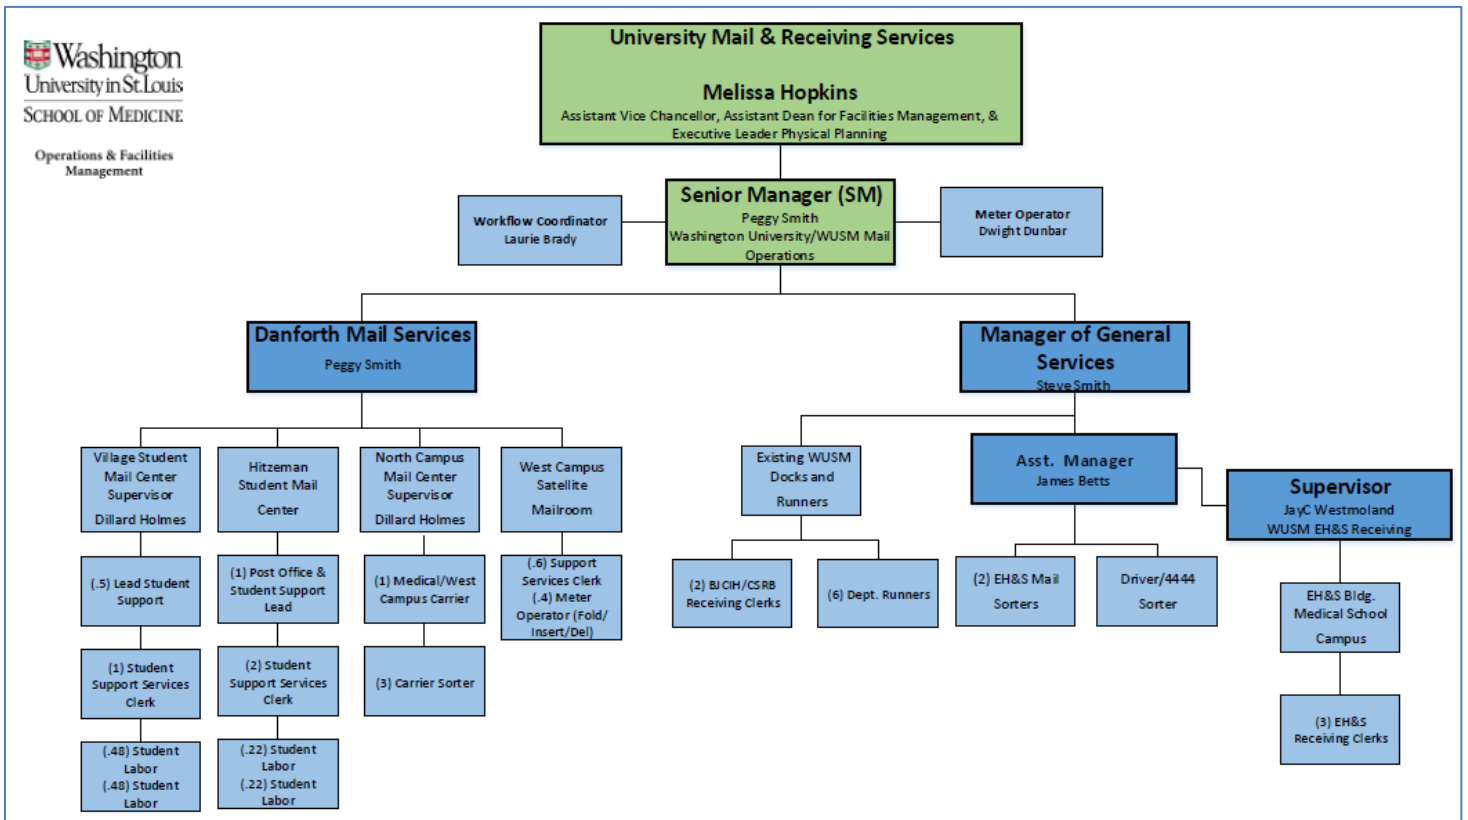 Washington
University in St. Louis
SCHOOL OF MEDICINE
Operations & Facilities
Management
University Mail & Receiving Services
Melissa Hopkins
Assistant Vice Chancellor, Assistant Dean for Facilities Management, &
Executive Leader Physical Planning
Senior Manager (SM)
Peggy Smith
Washington University/WUSM Mail
Operations
Workflow Coordinator
Laurie Brady
Meter Operator
Dwight Dunbar
Danforth Mail Services
Peggy Smith
Manager of General
Services
Steve Smith
Village Student
Mail Center
Supervisor
Dillard Holmes
Hitzeman
Student Mail
Center
North Campus
Mail Center
Supervisor
Dillard Holmes
West Campus
Satellite
Mailroom
Existing WUSM
Docks and
Runners
Asst. Manager
James Betts
Supervisor
JayC Westmoland
WUSM EH&S Receiving
(.5) Lead Student
Support
(1) Post Office &
Student Support
Lead
(1) Medical/West
Campus Carrier
(.6) Support
Services Clerk
(.4) Meter
Operator (Fold/
Insert/Del)
(2) BJCIH/CSRB
Receiving Clerks
(6) Dept. Runners
(2) EH&S Mail
Sorters
Driver/4444
Sorter
EH&S Bldg.
Medical School
Campus
(1) Student
Support Services
Clerk
(2) Student
Support Services
Clerk
(3) Carrier Sorter
(3) EH&S
Receiving Clerks
(.48) Student
Labor
(.48) Student
Labor
(.22) Student
Labor
(.22) Student
Labor